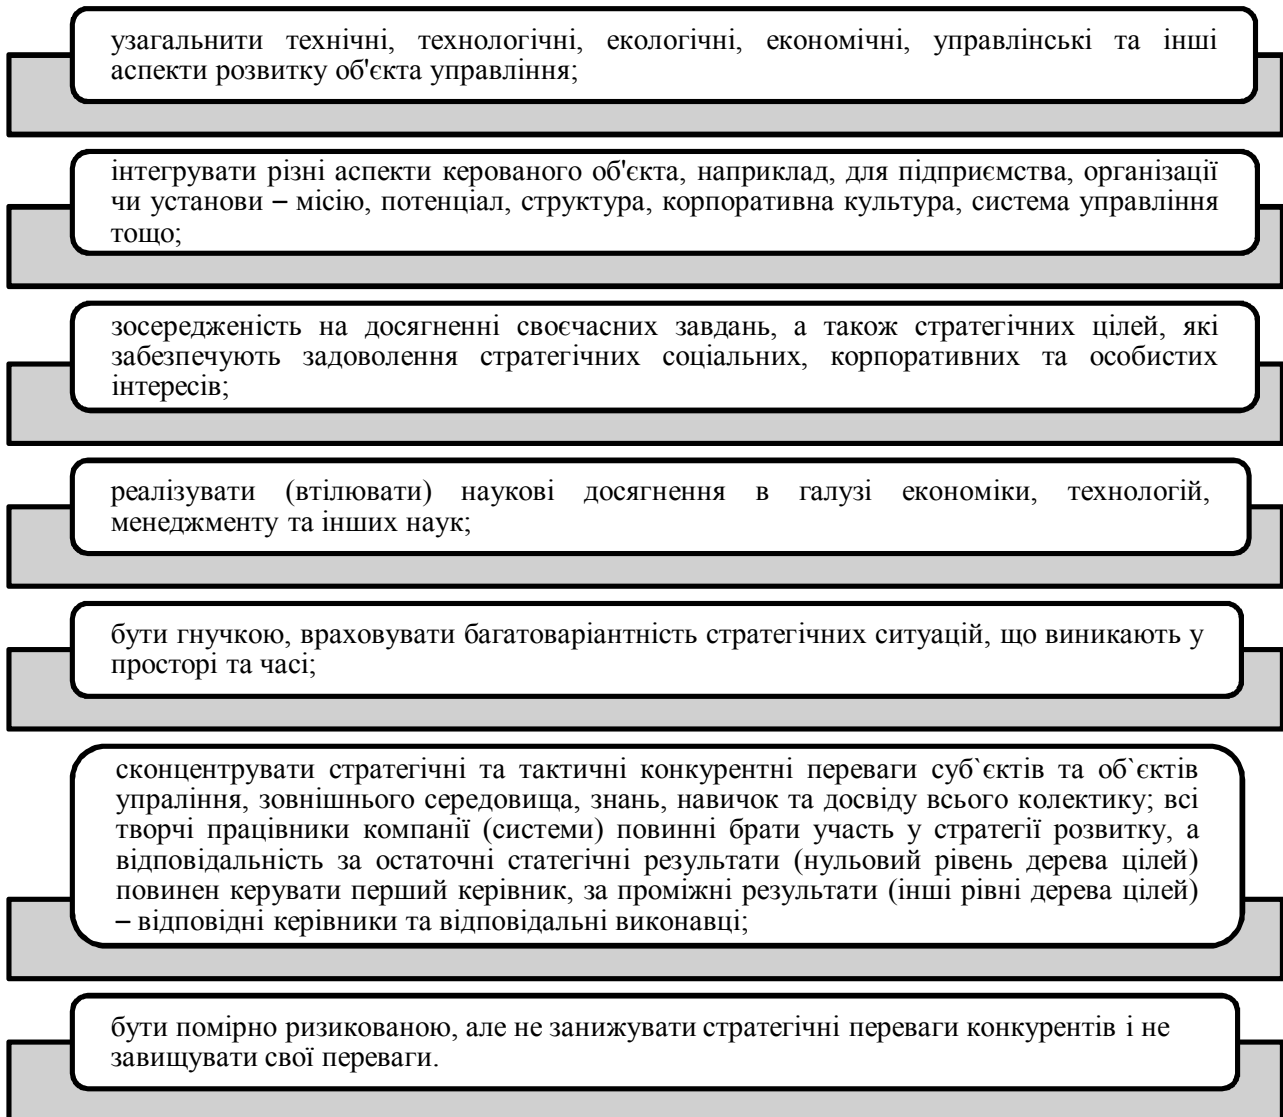 узагальнити технічні, технологічні, екологічні, економічні, управлінські та інші
аспекти розвитку об'єкта управління;
інтегрувати різні аспекти керованого об'єкта, наприклад, для підприємства, організації
чи установи – місію, потенціал, структура, корпоративна культура, система управління
тощо;
зосередженість на досягненні своєчасних завдань, а також стратегічних цілей, які
забезпечують задоволення стратегічних соціальних, корпоративних та особистих
інтересів;
реалізувати (втілювати) наукові досягнення в галузі економіки, технологій,
менеджменту та інших наук;
бути гнучкою, враховувати багатоваріантність стратегічних ситуацій, що виникають у
просторі та часі;
сконцентрувати стратегічні та тактичні конкурентні переваги суб`єктів та об`єктів
упраління, зовнішнього середовища, знань, навичок та досвіду всього колектику; всі
творчі працівники компанії (системи) повинні брати участь у стратегії розвитку, а
відповідальність за остаточні статегічні результати (нульовий рівень дерева цілей)
повинен керувати перший керівник, за проміжні результати (інші рівні дерева цілей)
– відповідні керівники та відповідальні виконавці;
бути помірно ризикованою, але не занижувати стратегічні переваги конкурентів і не
завищувати свої переваги.